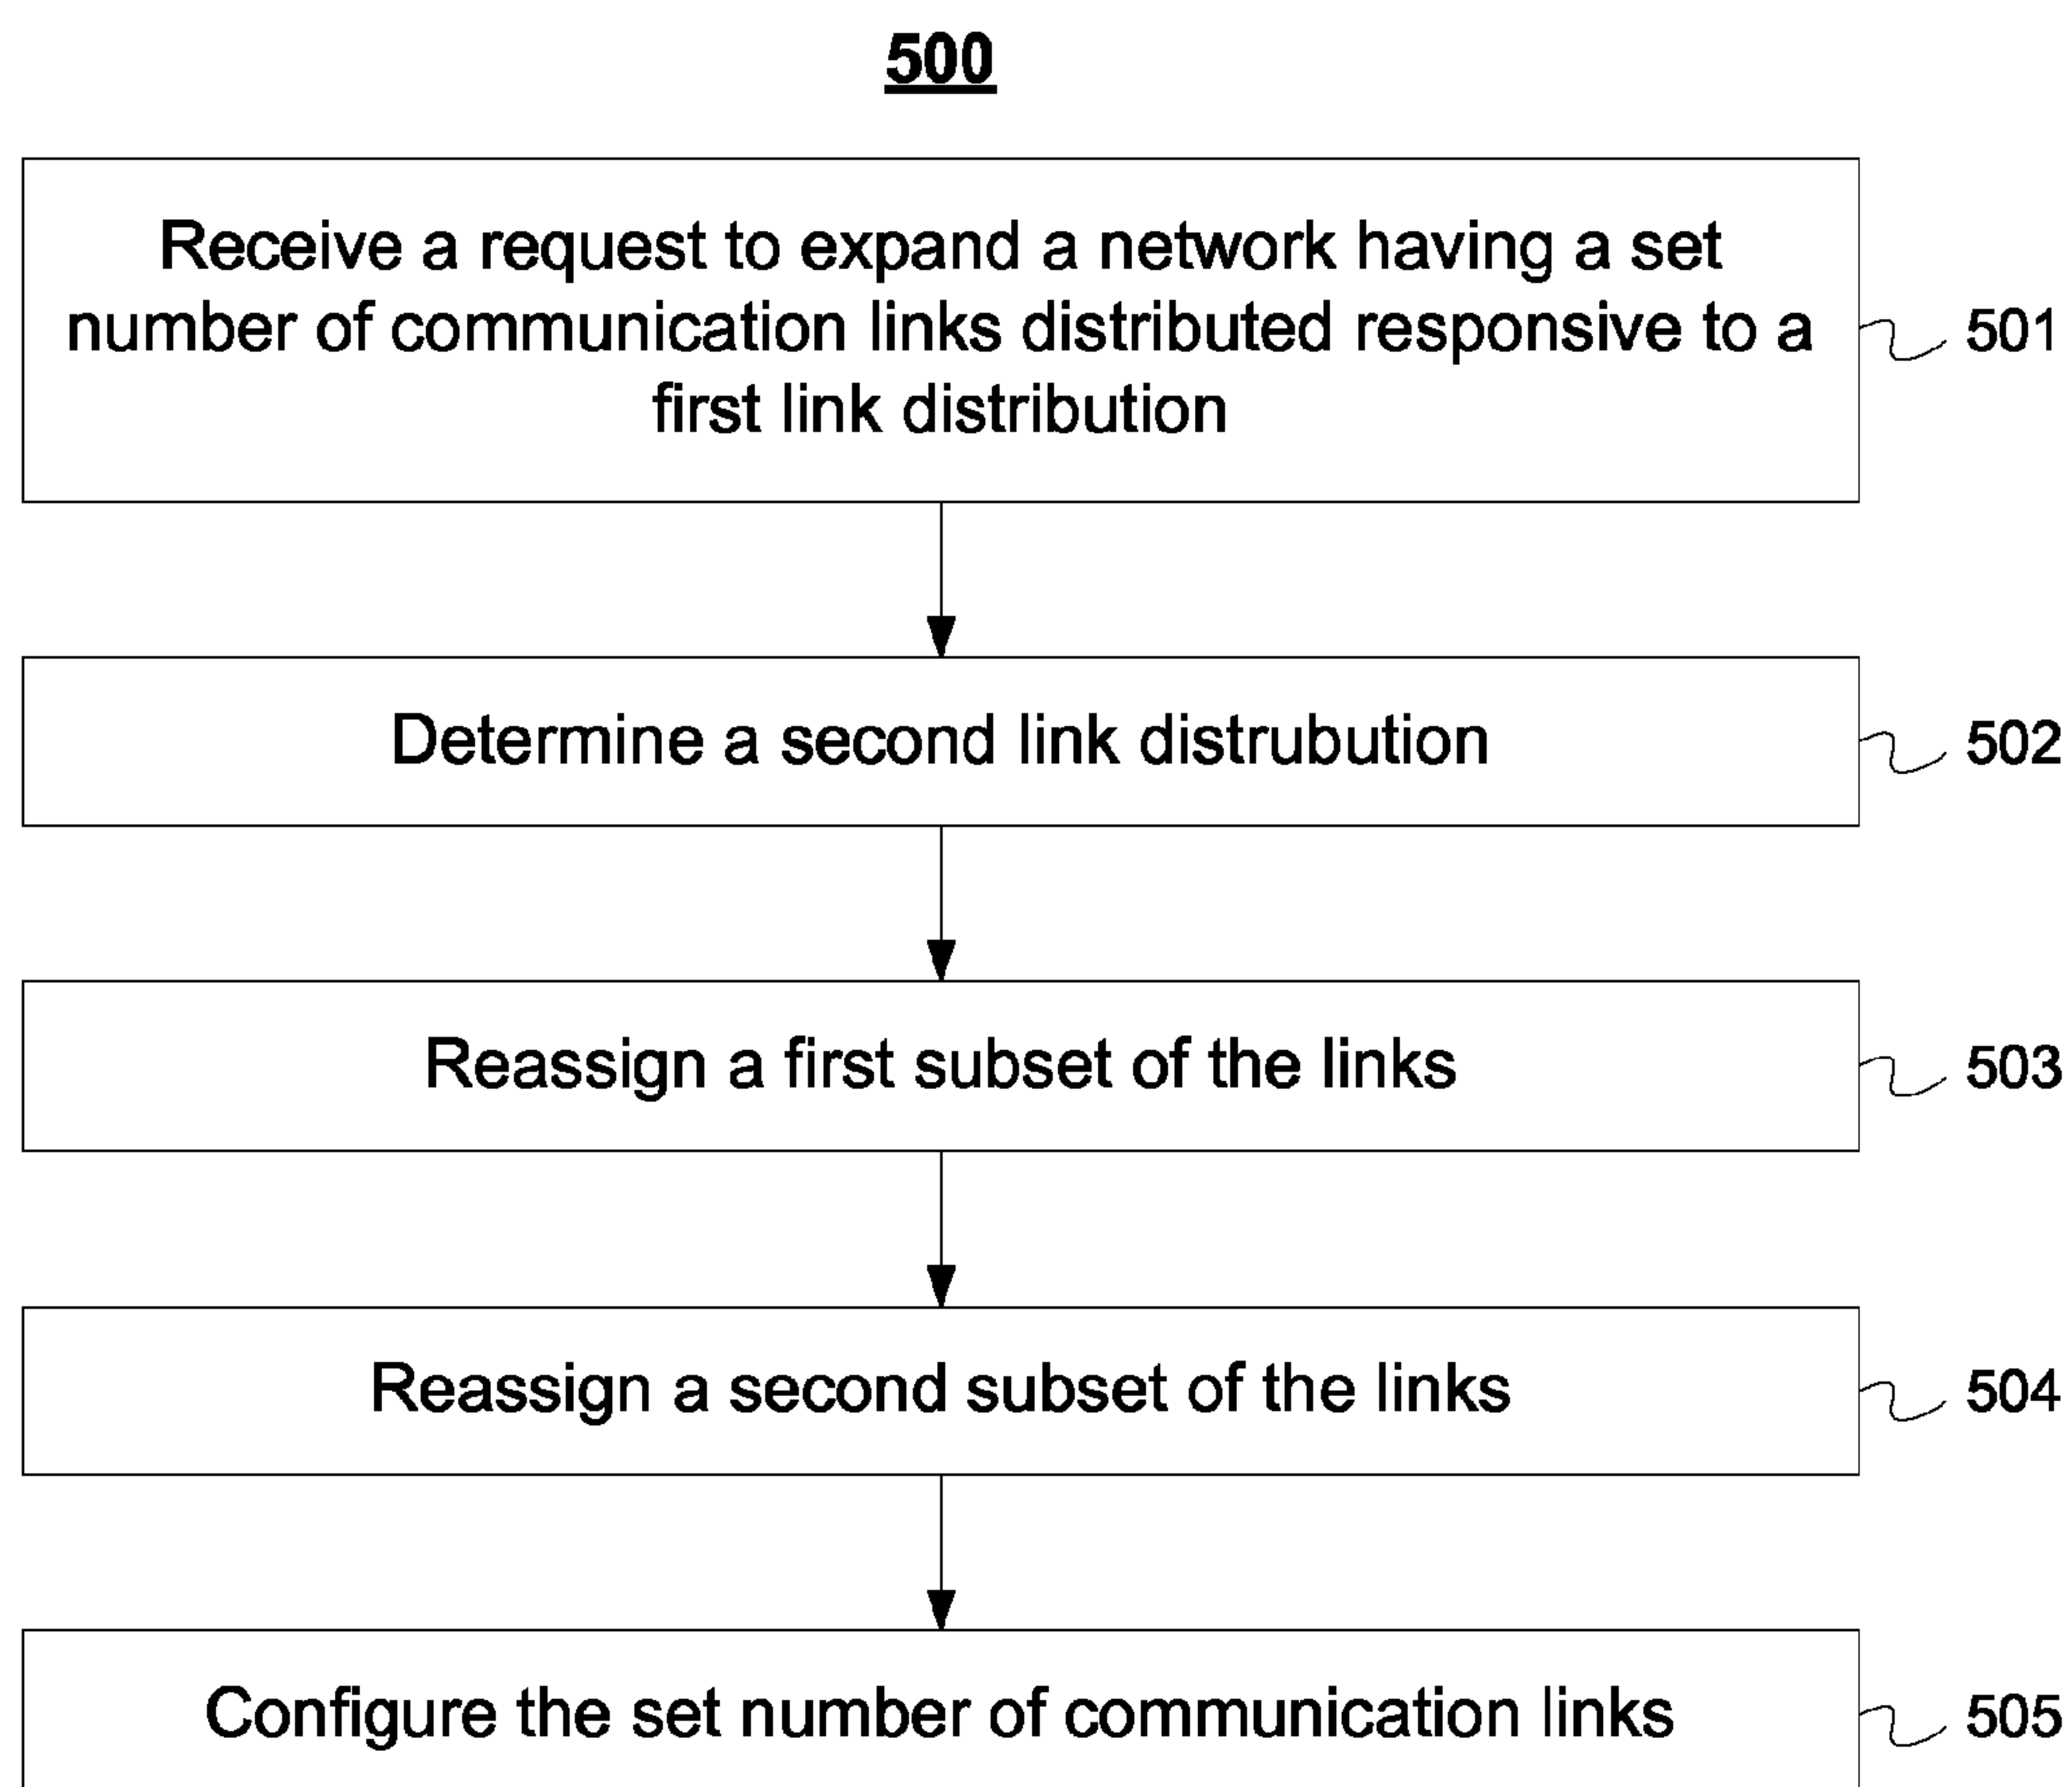 500
Receive a request to expand a network having a set
number of communication links distributed responsive to a
first link distribution
501
Determine a second link distrubution
502
Reassign a first subset of the links
503
Reassign a second subset of the links
504
Configure the set number of communication links
505